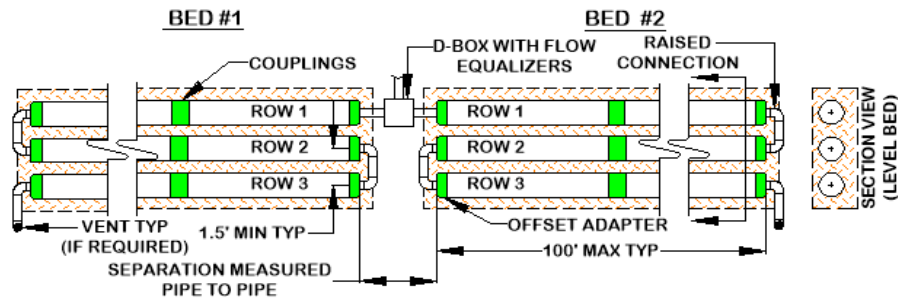 BED #1
BED #2
D-BOX WITH FLOW
EQUALIZERS
RAISED
CONNECTION
COUPLINGS
ROW 1
ROW 1
ROW 2
ROW 2
ROW 3
ROW 3
SECTION VIEW
(LEVEL BED)
VENT TYP
(IF REQUIRED)
1.5' MIN TYP
OFFSET ADAPTER
100' MAX TYP
SEPARATION MEASURED
PIPE TO PIPE